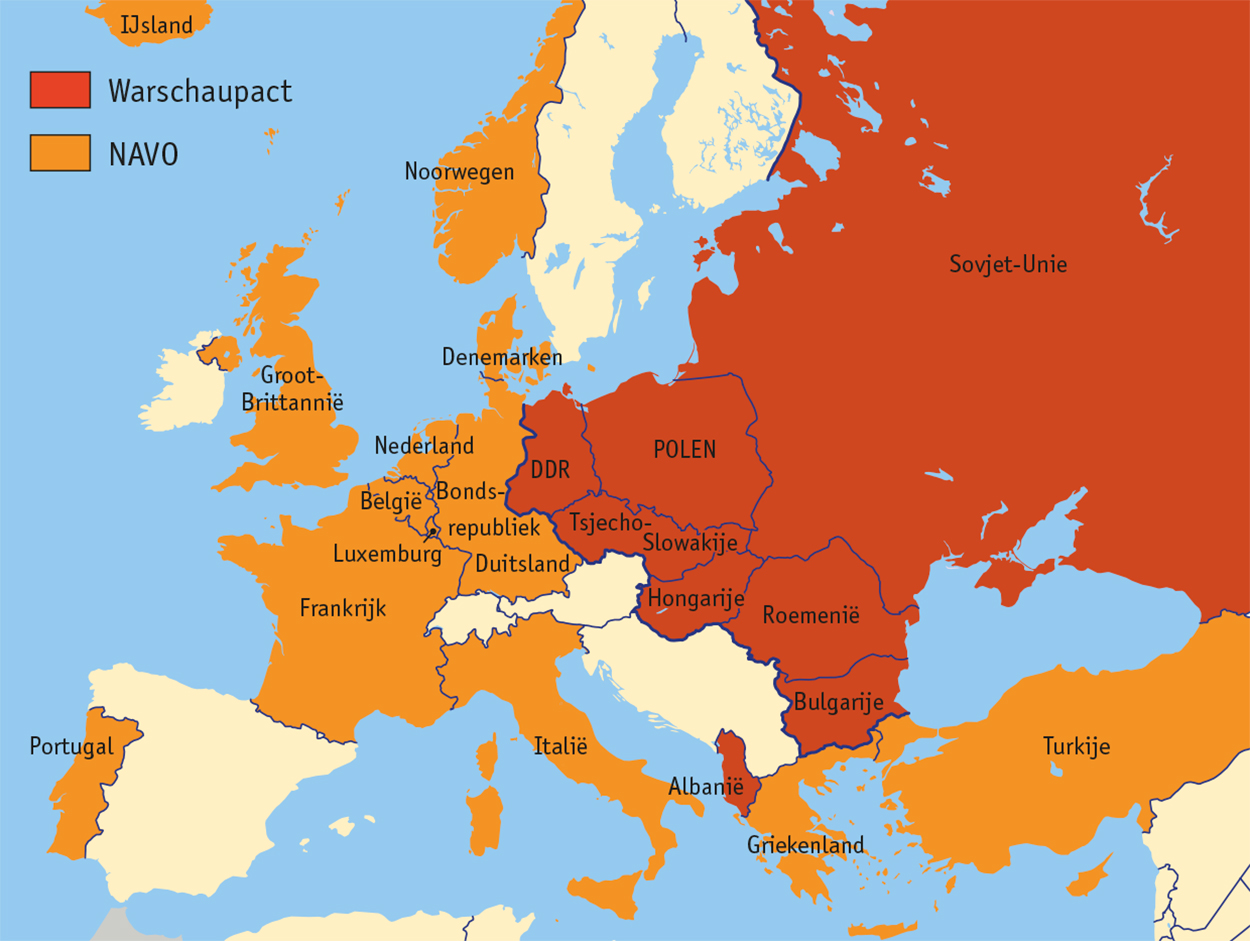 IJsland
Warschaupact
NAVO
Noorwegen
Sovjet-Unie
Denemarken
Groot-
Brittannië
Nederland
POLEN
DDR
België
Bonds-
republiek
Duitsland
Tsjecho-
Slowakije
Luxemburg
Hongarije
Frankrijk
Roemenië
Bulgarije
Portugal
Italië
Turkije
Albanië
Griekenland